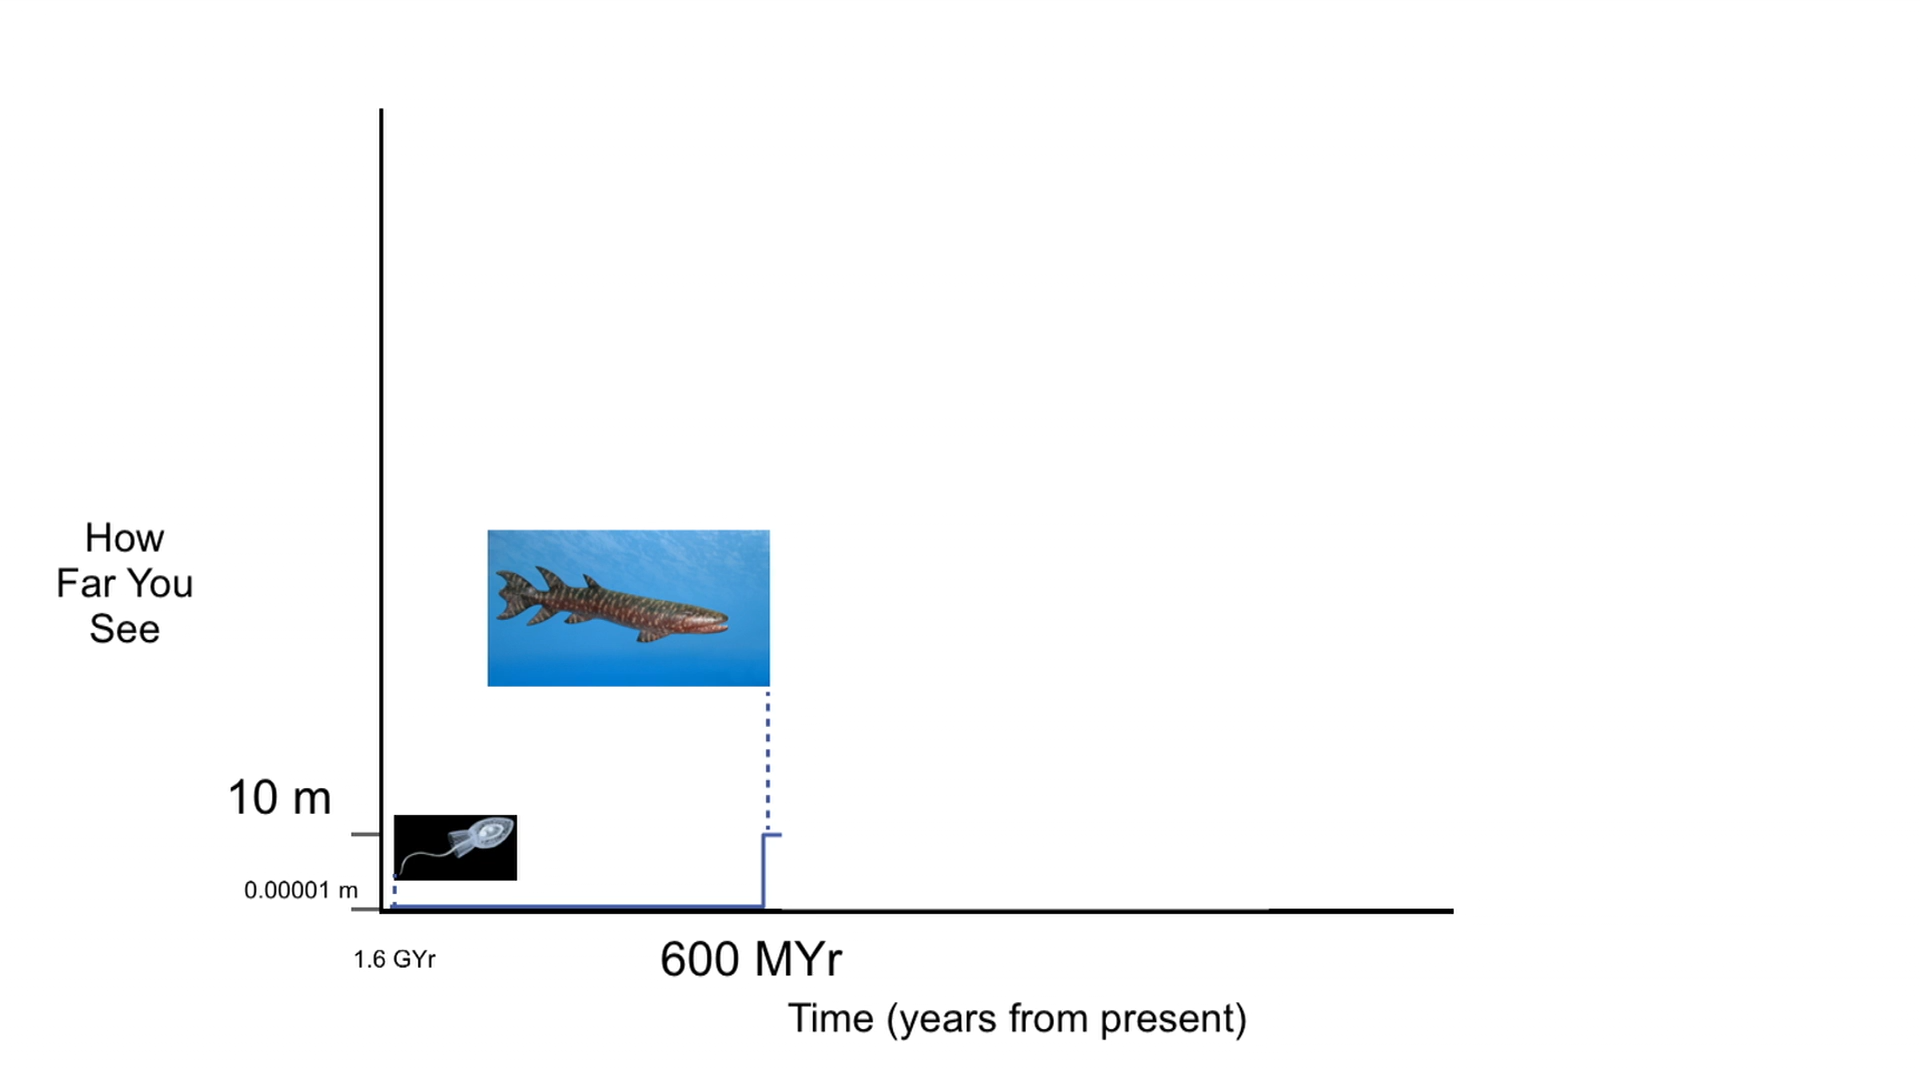 How
Far You
See
10 m
0.00001 m
1.6 GYr
600 MYr
Time (years from present)